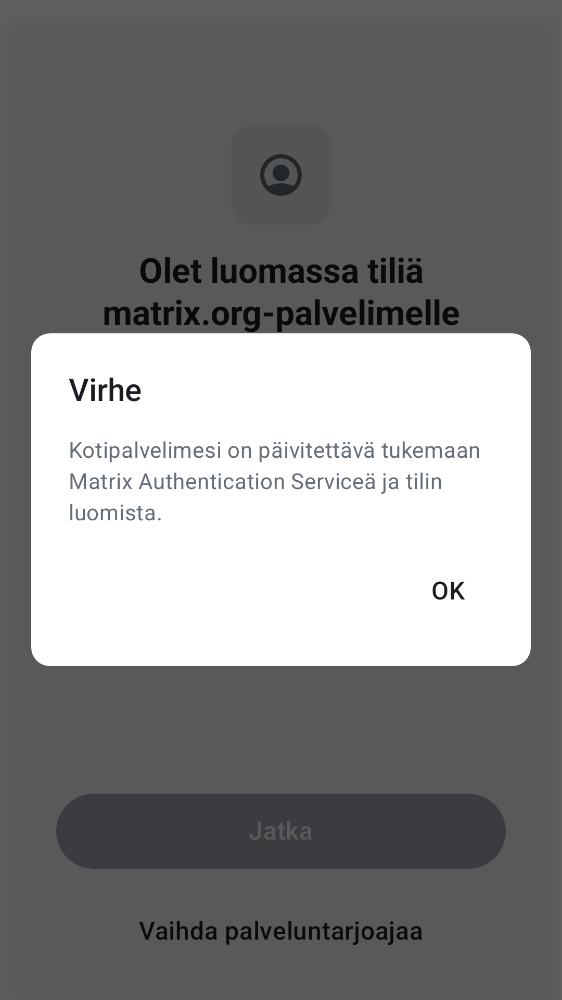 Olet luomassa tiliä
matrix.org-palvelimelle
Virhe
Kotipalvelimesi on päivitettävä tukemaan
Matrix Authentication Serviceä ja tilin
luomista.
OK
Jatka
Vaihda palveluntarjoajaa